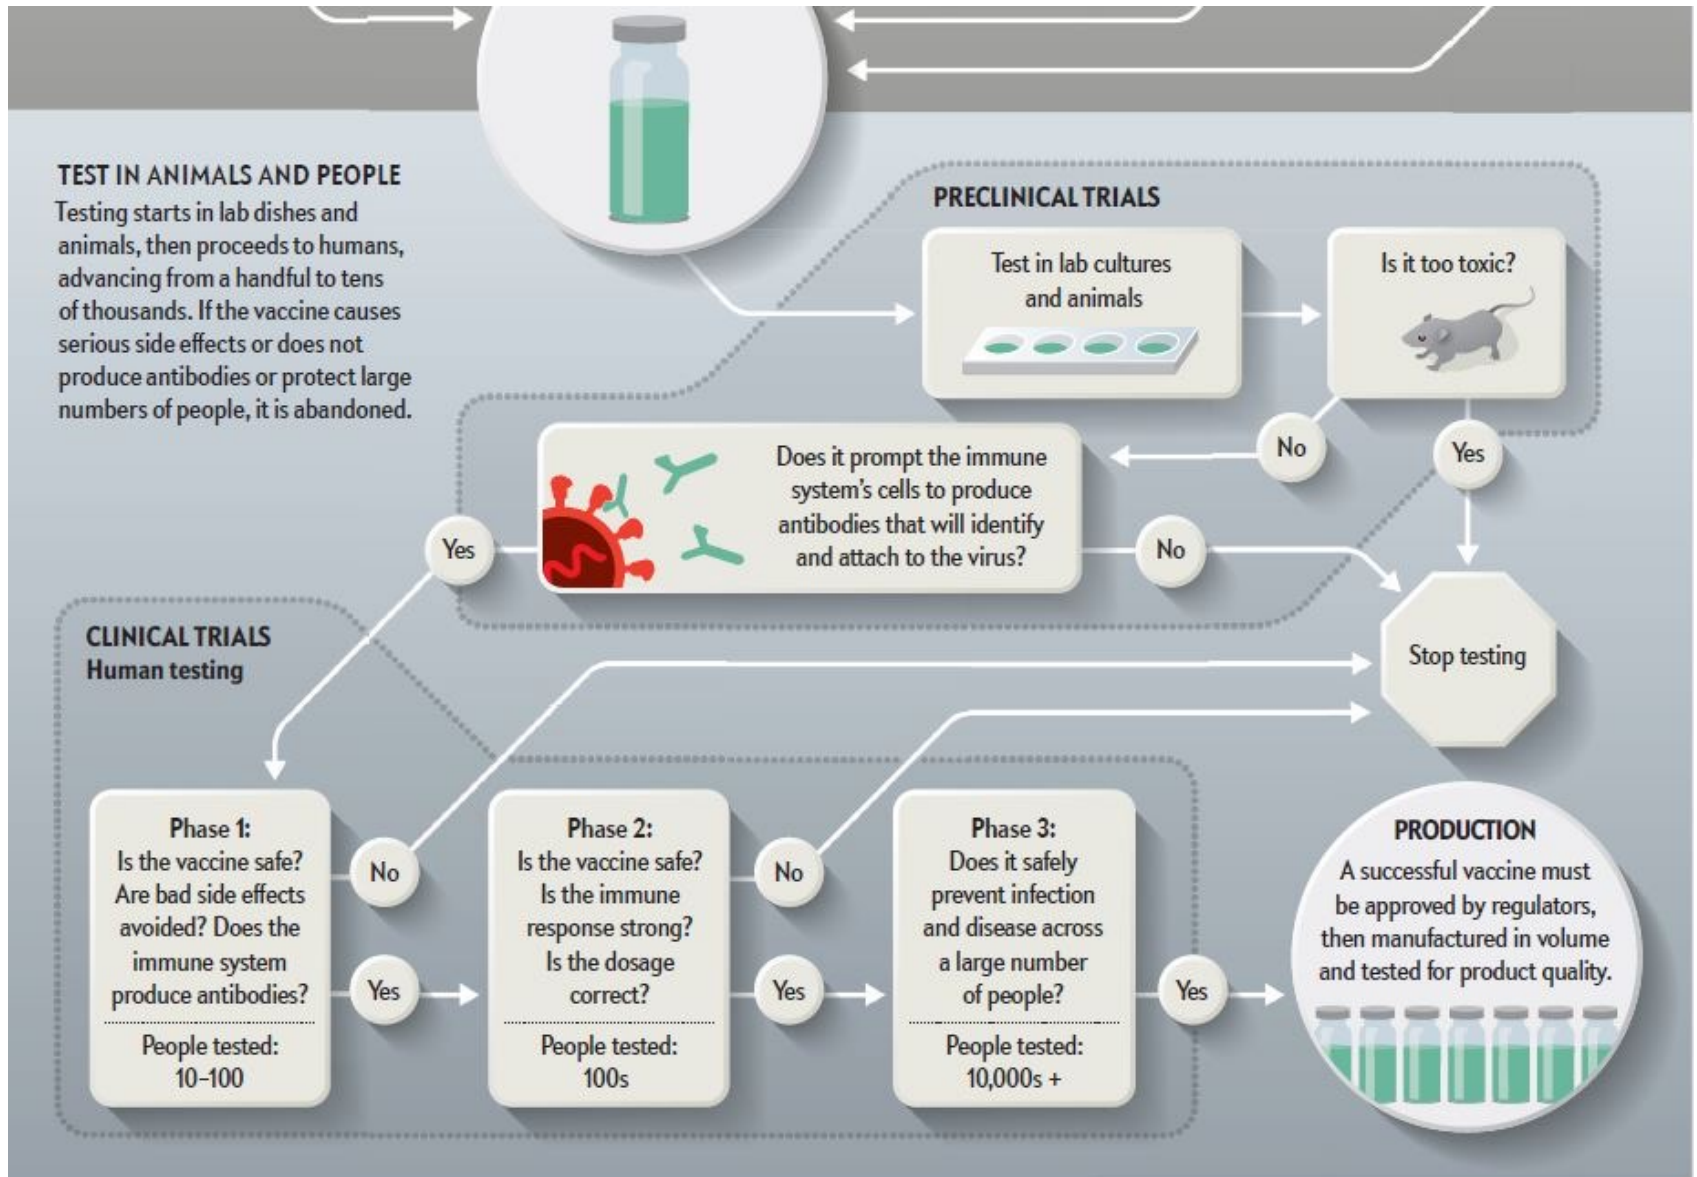 TEST IN ANIMALS AND PEOPLE
Testing starts in lab dishes and
animals, then proceeds to humans,
advancing from a handful to tens
of thousands. If the vaccine causes
serious side effects or does not
produce antibodies or protect large
numbers of people, it is abandoned.
PRECLINICAL TRIALS
Test in lab cultures
and animals
Is it too toxic?
No
Yes
Does it prompt the immune
system’s cells to produce
antibodies that will identify
and attach to the virus?
Yes
No
Stop testing
CLINICAL TRIALS
Human testing
Phase 1:
Is the vaccine safe?
Are bad side effects
avoided? Does the
immune system
produce antibodies?
People tested:
10–100
No
Yes
Phase 2:
Is the vaccine safe?
Is the immune
response strong?
Is the dosage
correct?
People tested:
100s
No
Yes
Phase 3:
Does it safely
prevent infection
and disease across
a large number
of people?
People tested:
10,000s +
Yes
PRODUCTION
A successful vaccine must
be approved by regulators,
then manufactured in volume
and tested for product quality.